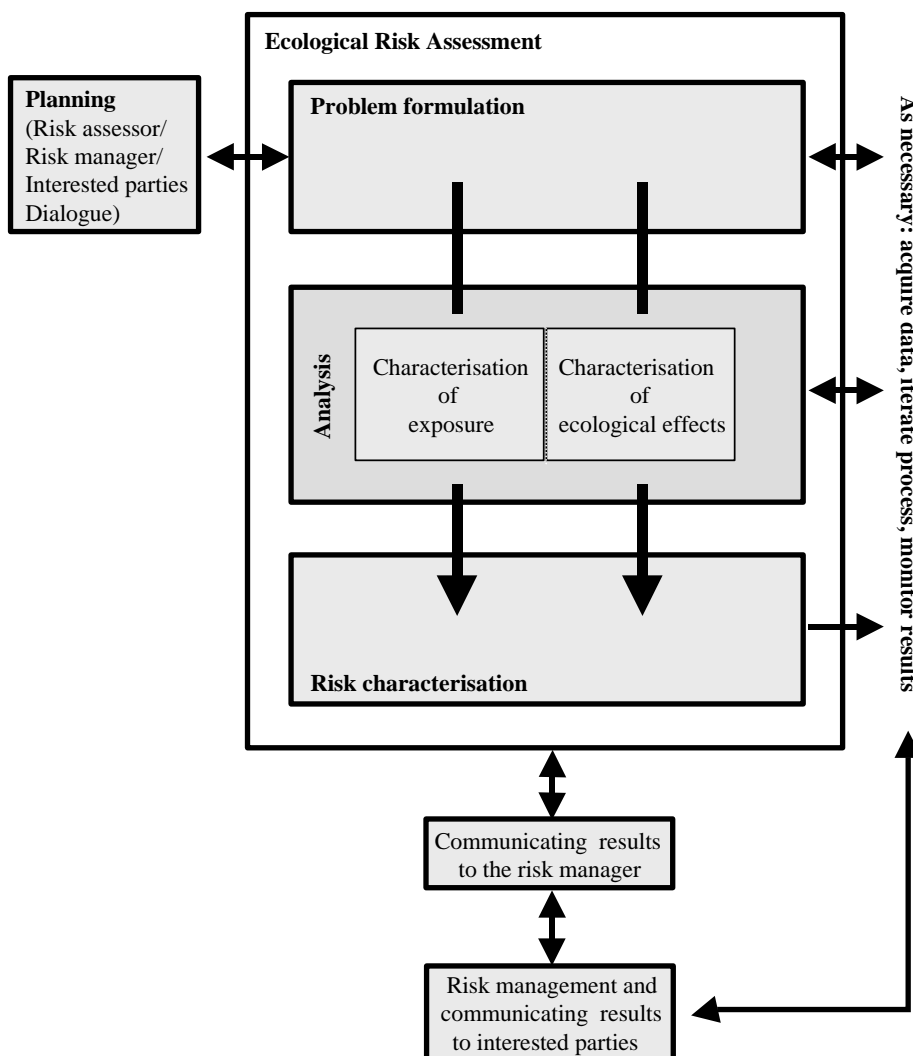 Ecological Risk Assessment
Planning
(Risk assessor/
Risk manager/
Interested parties
Dialogue)
Problem formulation
As necessary: acquire data, iterate process, monitor results
Analysis
Characterisation
of
exposure
Characterisation
of
ecological effects
Risk characterisation
Communicating results
to the risk manager
Risk management and
communicating results
to interested parties